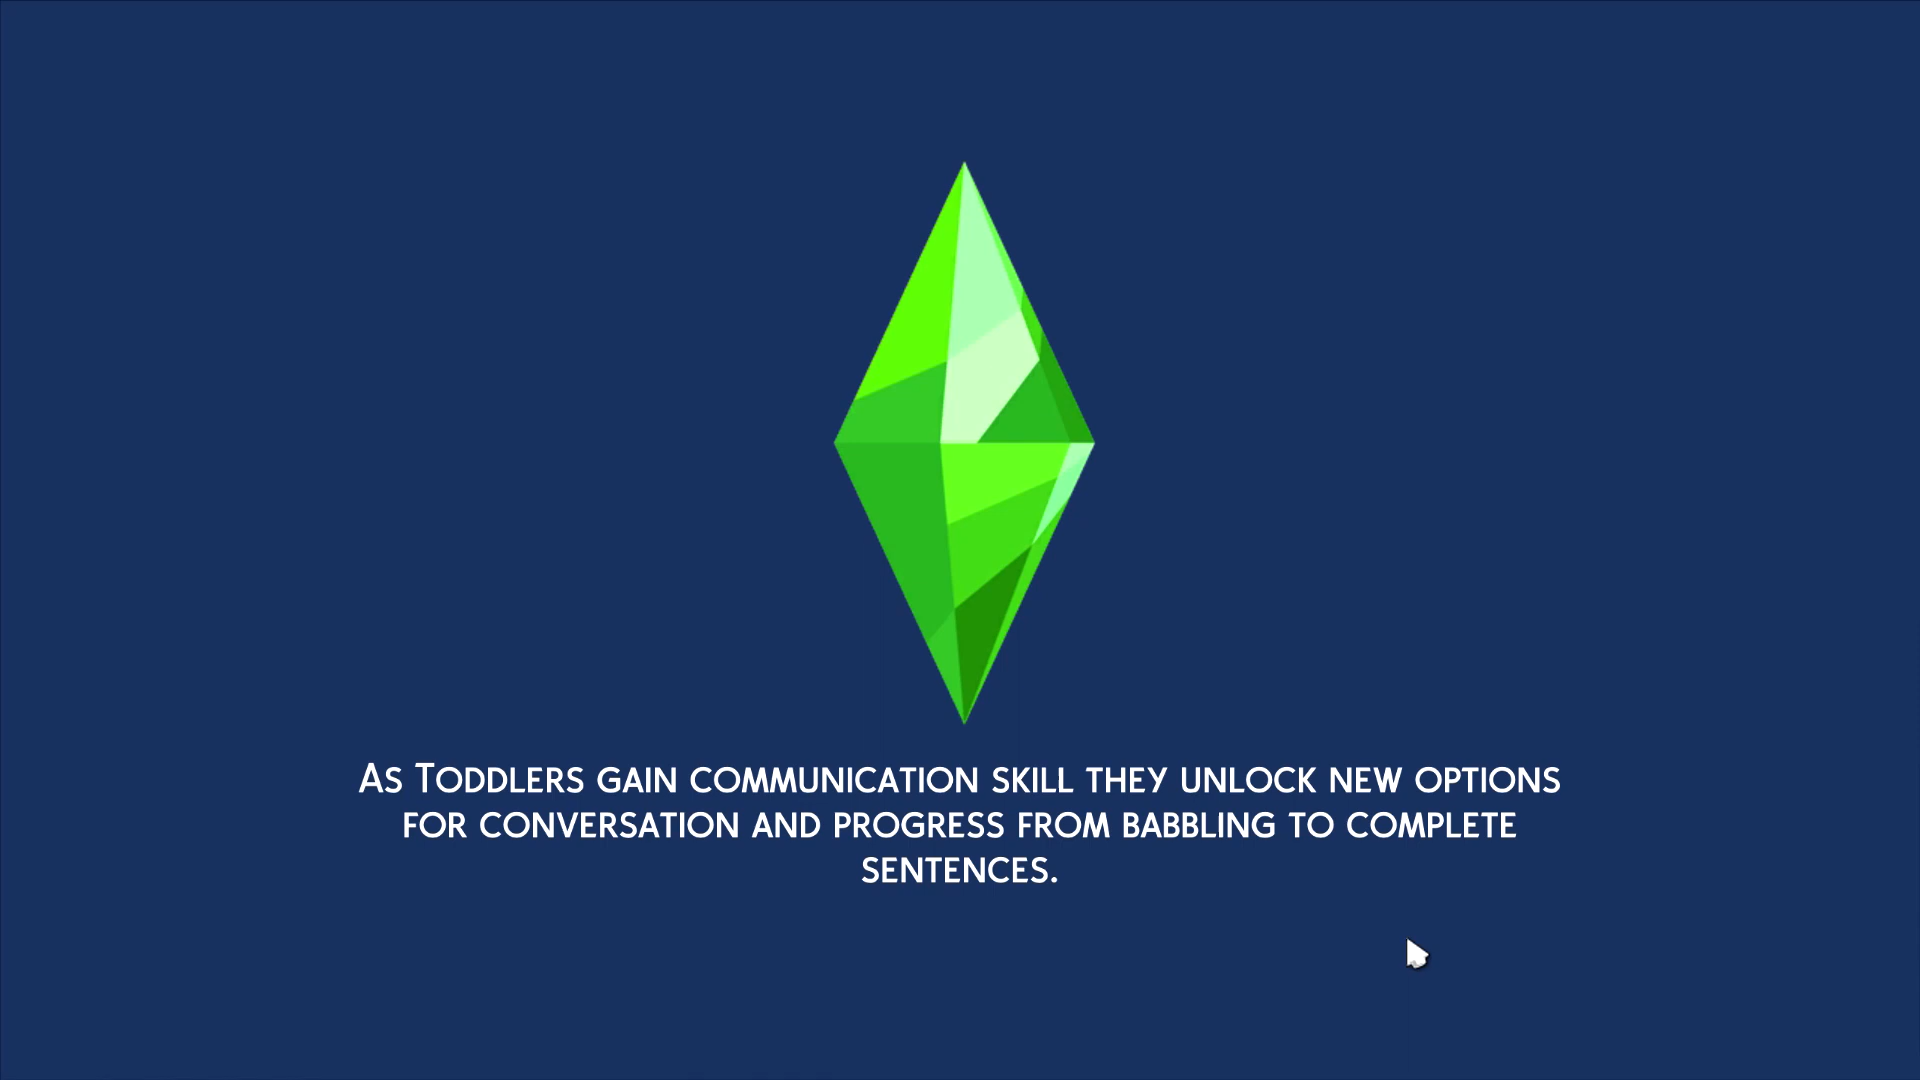 As Toddlers gain communication skill they unlock new options
for conversation and progress from babbling to complete
sentences.